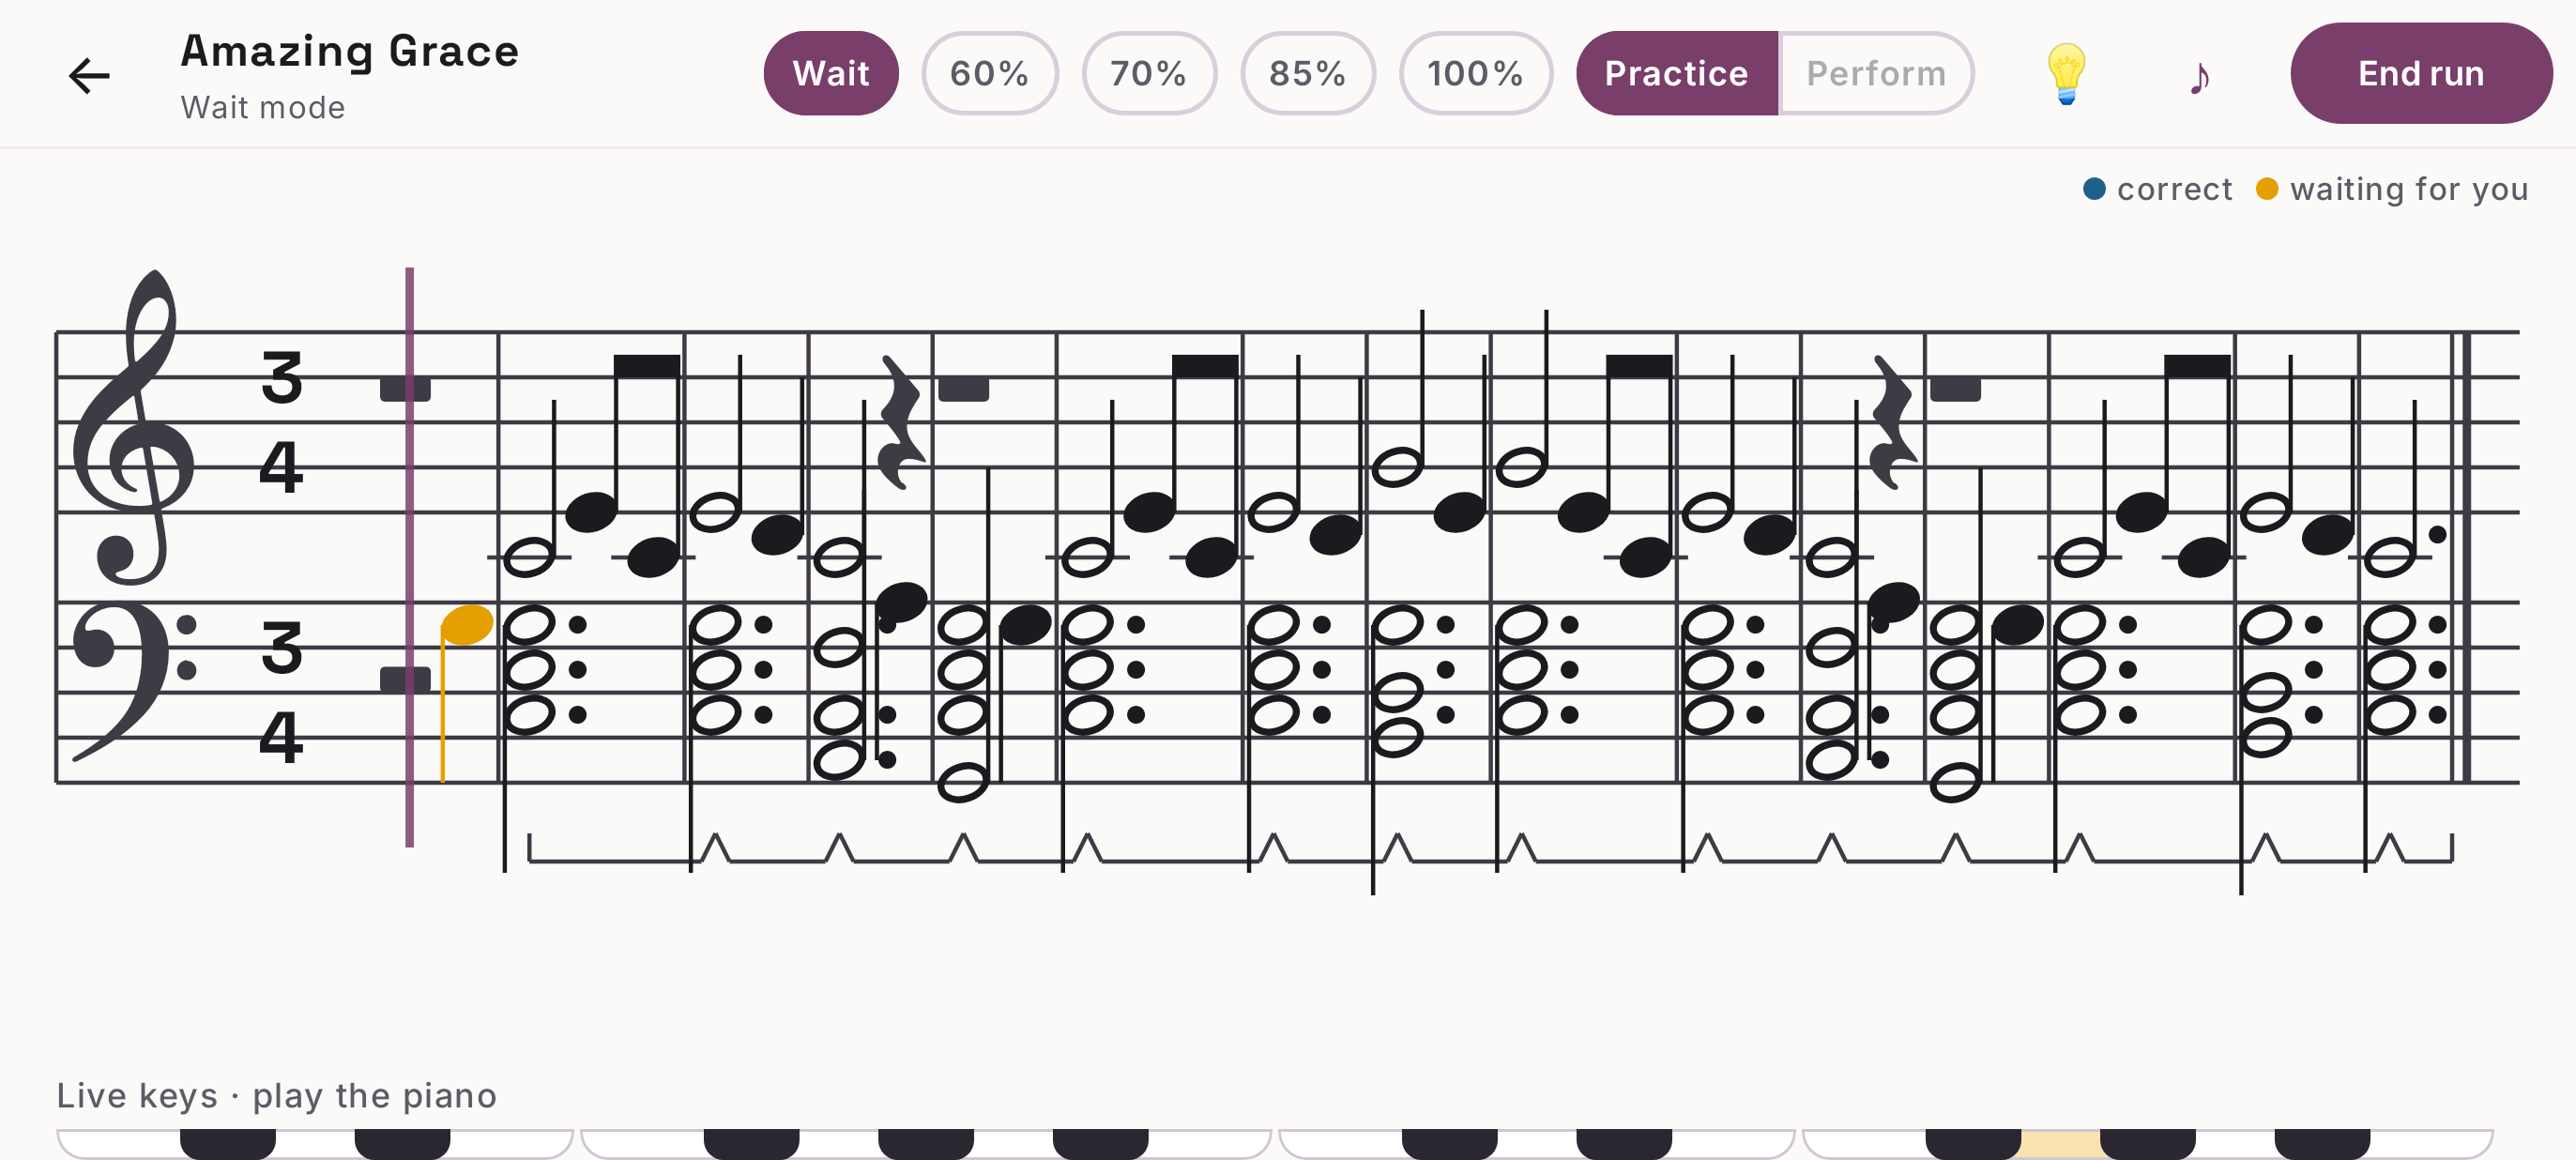 Amazing Grace
Wait mode
Wait 60% 70% 85% 100% Practice Perform End run
correct waiting for you
3
4
3
4
Live keys · play the piano